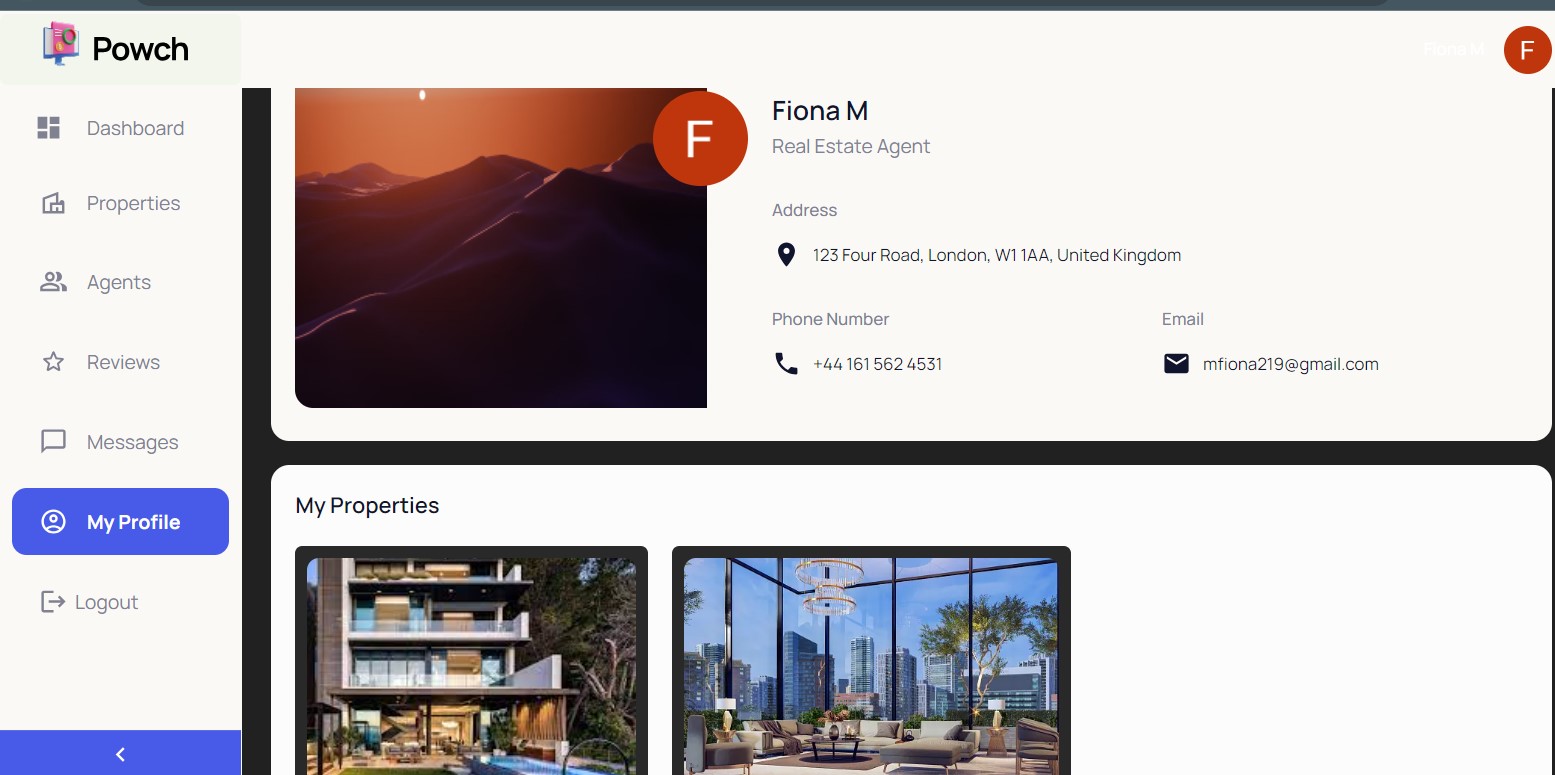 Powch
Fiona M
F
Dashboard
Properties
Agents
Reviews
Messages
My Profile
Logout
F
Fiona M
Real Estate Agent
Address
123 Four Road, London, W1 1AA, United Kingdom
Phone Number
+44 161 562 4531
Email
mfiona219@gmail.com
My Properties